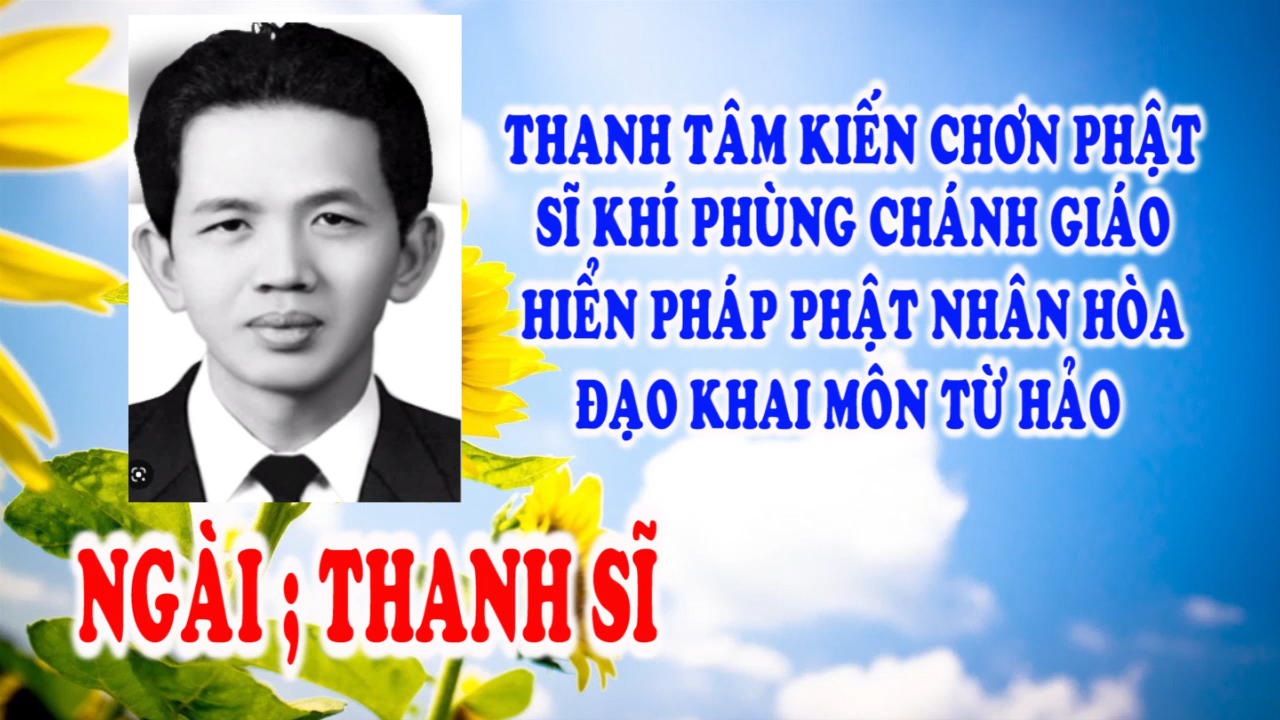 THANH TÂM KIẾN CHƠN PHẬT
SĨ KHÍ PHÙNG CHÁNH GIÁO
HIỂN PHÁP PHẬT NHÂN HÒA
ĐẠO KHAI MÔN TỪ HẢO
NGÀI ; THANH SĨ